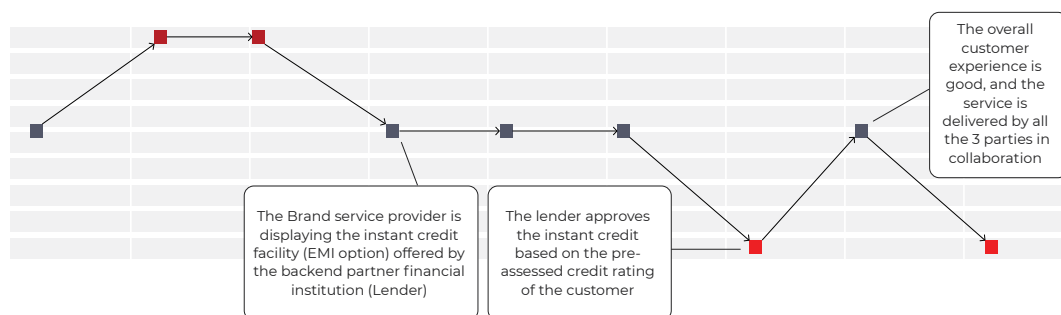 The overall
customer
experience is
good, and the
service is
delivered by all
the 3 parties in
collaboration
The Brand service provider is
displaying the instant credit
facility (EMI option) offered by
the backend partner financial
institution (Lender)
The lender approves
the instant credit
based on the pre-
assessed credit rating
of the customer